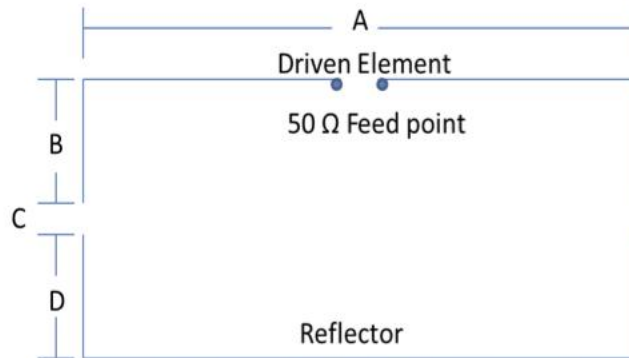 A
Driven Element
50 Ω Feed point
B
C
D
Reflector